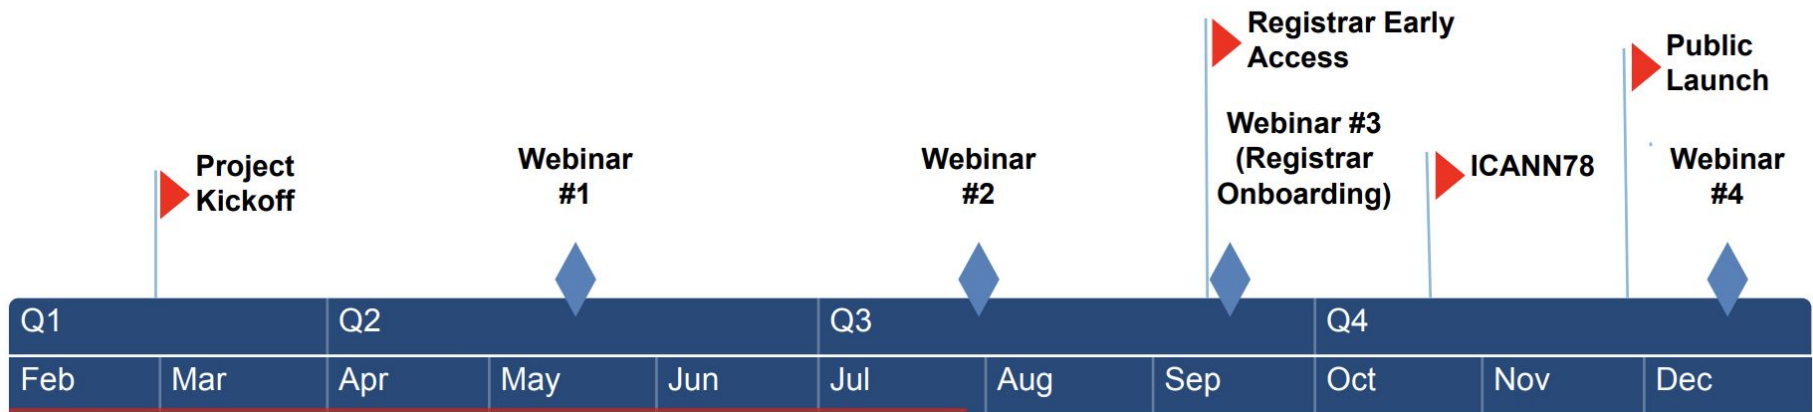 Project
Kickoff
Webinar
#1
Webinar
#2
Registrar Early
Access
Webinar #3
(Registrar
Onboarding)
ICANN78
Public
Launch
Webinar
#4
Q1 Q2 Q3 Q4
Feb Mar Apr May Jun Jul Aug Sep Oct Nov Dec